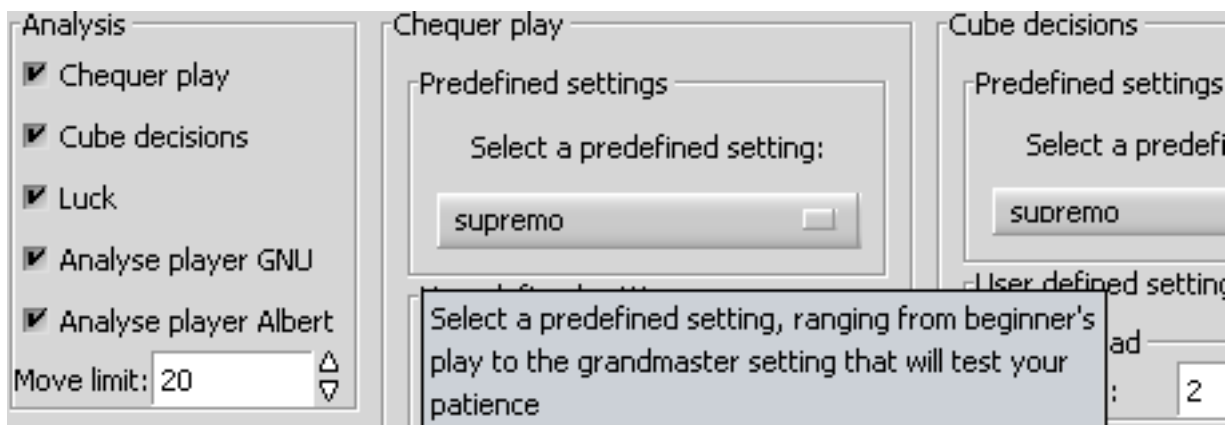 Analysis
Chequer play
Cube decisions
Luck
Analyse player GNU
Analyse player Albert
Move limit: 20
Chequer play
Predefined settings
Select a predefined setting:
supremo
Select a predefined setting, ranging from beginner's
play to the grandmaster setting that will test your
patience
Cube decisions
Predefined settings
Select a predefi
supremo
User defined setting
ad
: 2